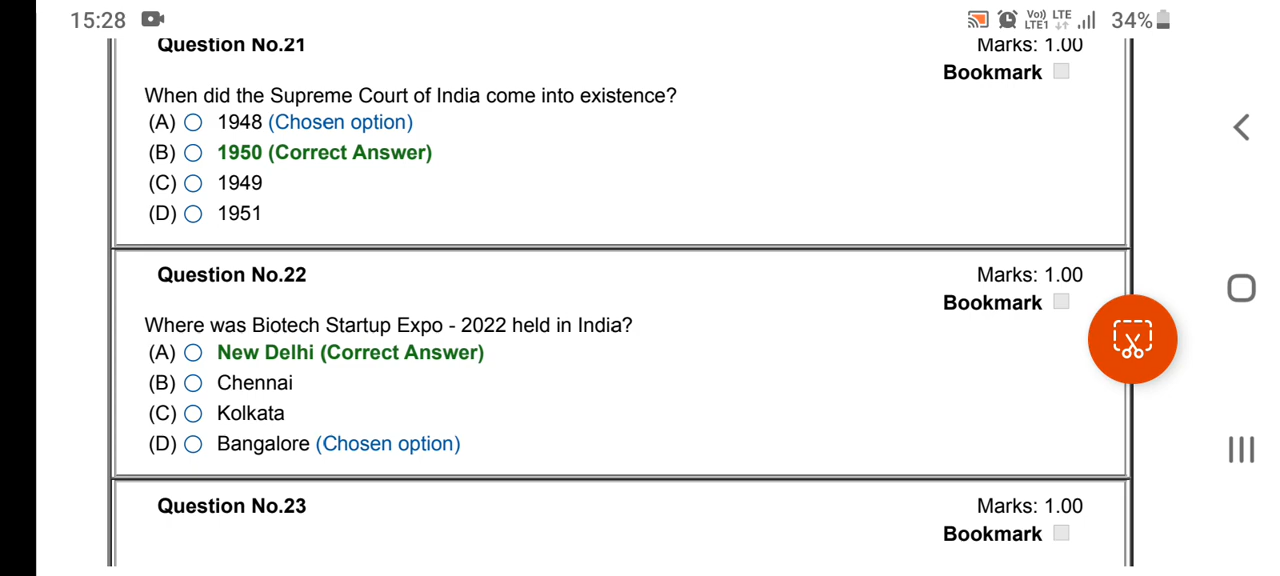 15:28 Vo)) LTE LTE1 34%
Question No.21 Marks: 1.00
Bookmark
When did the Supreme Court of India come into existence?
(A) 1948 (Chosen option)
(B) 1950 (Correct Answer)
(C) 1949
(D) 1951
Question No.22 Marks: 1.00
Bookmark
Where was Biotech Startup Expo - 2022 held in India?
(A) New Delhi (Correct Answer)
(B) Chennai
(C) Kolkata
(D) Bangalore (Chosen option)
Question No.23 Marks: 1.00
Bookmark